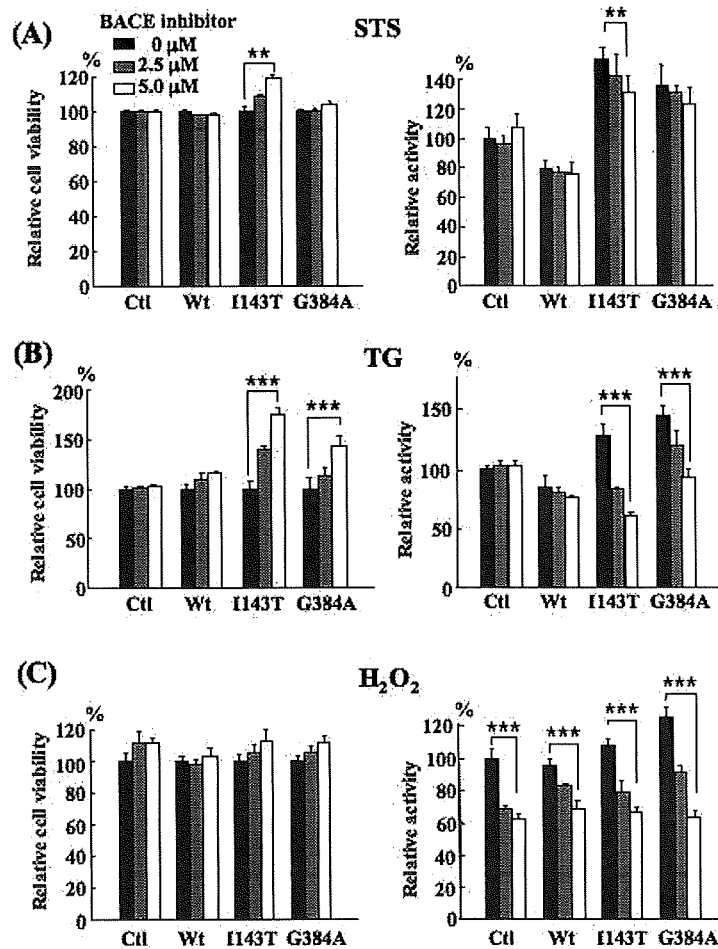 (A)
BACE inhibitor
0 μM
2.5 μM
5.0 μM
STS
%
120
100
80
60
40
20
0
Relative cell viability
**
Ctl Wt I143T G384A
%
140
120
100
80
60
40
20
0
Relative activity
**
Ctl Wt I143T G384A
(B)
TG
%
200
150
100
50
0
Relative cell viability
***
***
Ctl Wt I143T G384A
%
150
100
50
0
Relative activity
***
***
Ctl Wt I143T G384A
(C)
H₂O₂
%
120
100
80
60
40
20
0
Relative cell viability
Ctl Wt I143T G384A
%
120
100
80
60
40
20
0
Relative activity
***
***
***
***
Ctl Wt I143T G384A